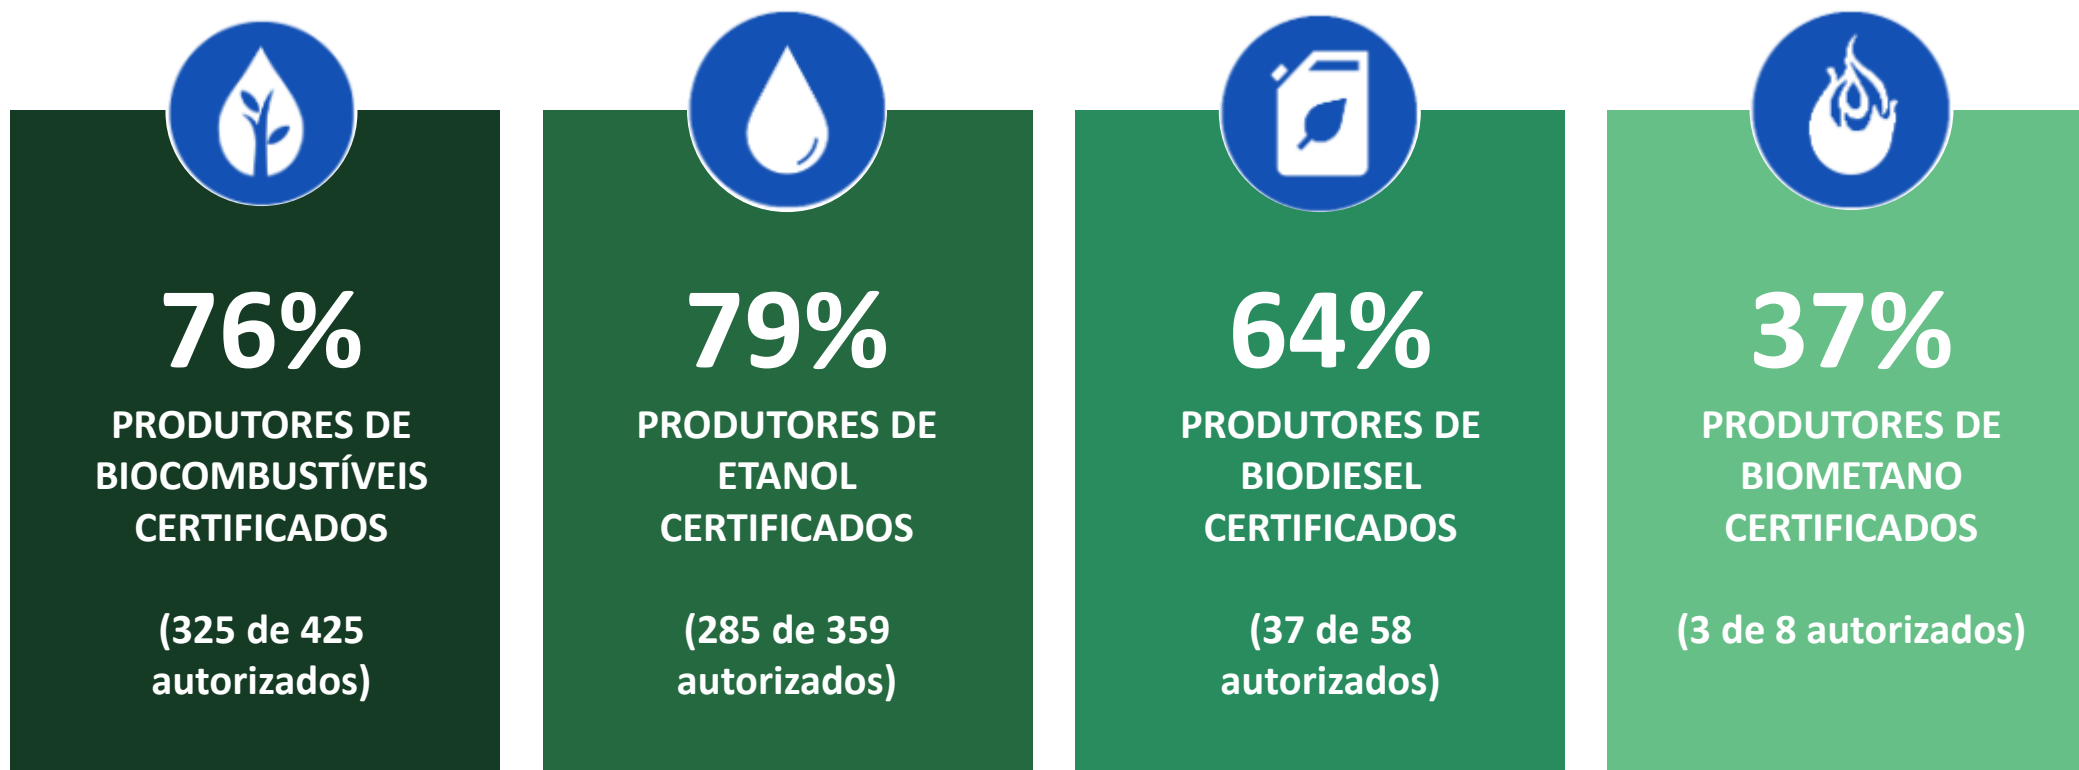 76%
PRODUTORES DE
BIOCOMBUSTÍVEIS
CERTIFICADOS
(325 de 425
autorizados)
79%
PRODUTORES DE
ETANOL
CERTIFICADOS
(285 de 359
autorizados)
64%
PRODUTORES DE
BIODIESEL
CERTIFICADOS
(37 de 58
autorizados)
37%
PRODUTORES DE
BIOMETANO
CERTIFICADOS
(3 de 8 autorizados)